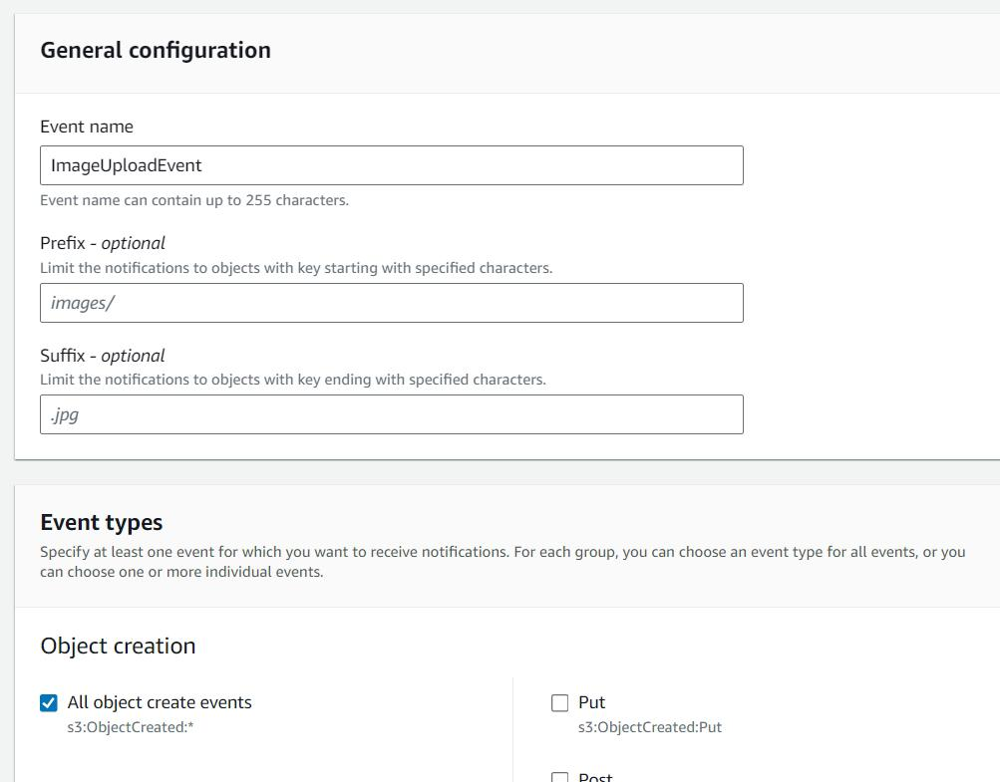 General configuration
Event name
ImageUploadEvent
Event name can contain up to 255 characters.
Prefix - optional
Limit the notifications to objects with key starting with specified characters.
images/
Suffix - optional
Limit the notifications to objects with key ending with specified characters.
.jpg
Event types
Specify at least one event for which you want to receive notifications. For each group, you can choose an event type for all events, or you
can choose one or more individual events.
Object creation
All object create events
s3:ObjectCreated:*
Put
s3:ObjectCreated:Put
Post